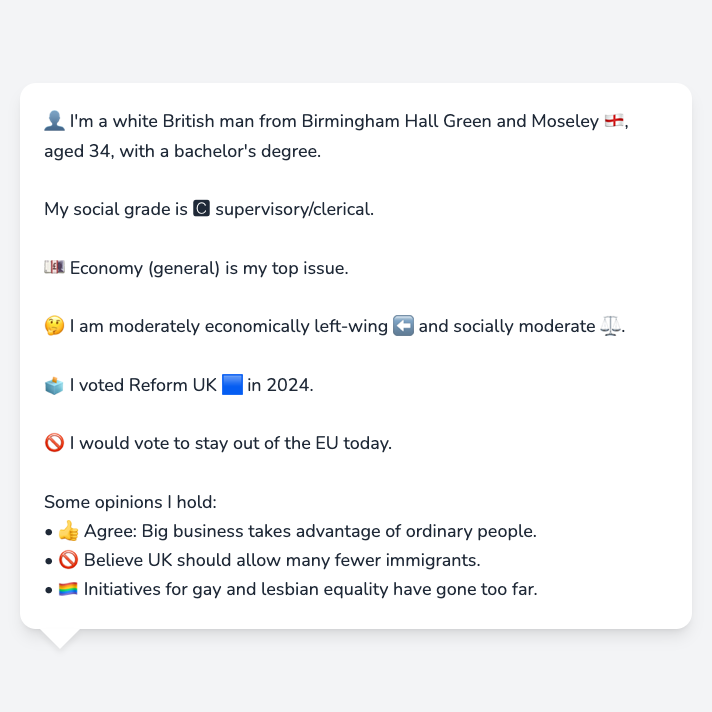 👤 I'm a white British man from Birmingham Hall Green and Moseley 🏴󠁧󠁢󠁥󠁮󠁧󠁿,
aged 34, with a bachelor's degree.
My social grade is 🅲 supervisory/clerical.
💷 Economy (general) is my top issue.
🤔 I am moderately economically left-wing ⬅️ and socially moderate ⚖️.
🗳️ I voted Reform UK 🟦 in 2024.
🚫 I would vote to stay out of the EU today.
Some opinions I hold:
• 👍 Agree: Big business takes advantage of ordinary people.
• 🚫 Believe UK should allow many fewer immigrants.
• 🏳️‍🌈 Initiatives for gay and lesbian equality have gone too far.